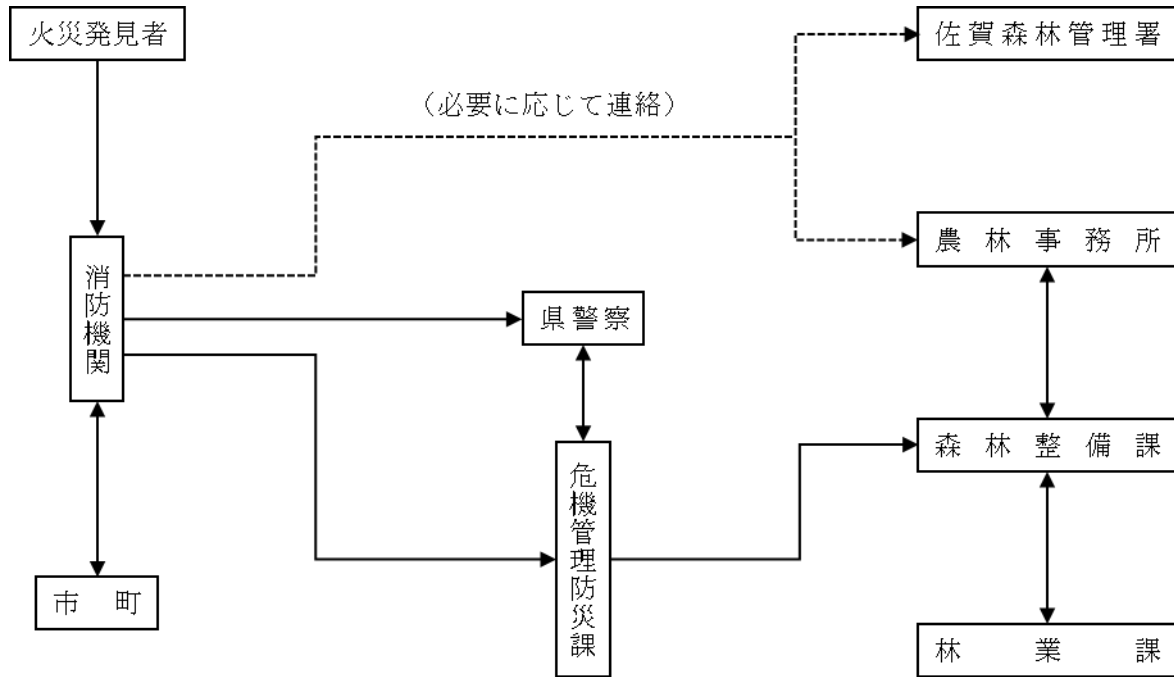 火災発見者
佐賀森林管理署
（必要に応じて連絡）
農林事務所
消防機関
県警察
森林整備課
危機管理防災課
市町
林業課